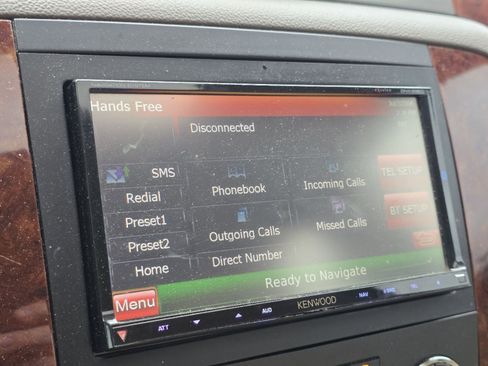 Hands Free
Disconnected
SMS
Redial
Preset1
Preset2
Home
Phonebook
Incoming Calls
Outgoing Calls
Missed Calls
Direct Number
TEL SETUP
BT SETUP
Ready to Navigate
Menu
KENWOOD
ATT
AUD
NAV
TEL